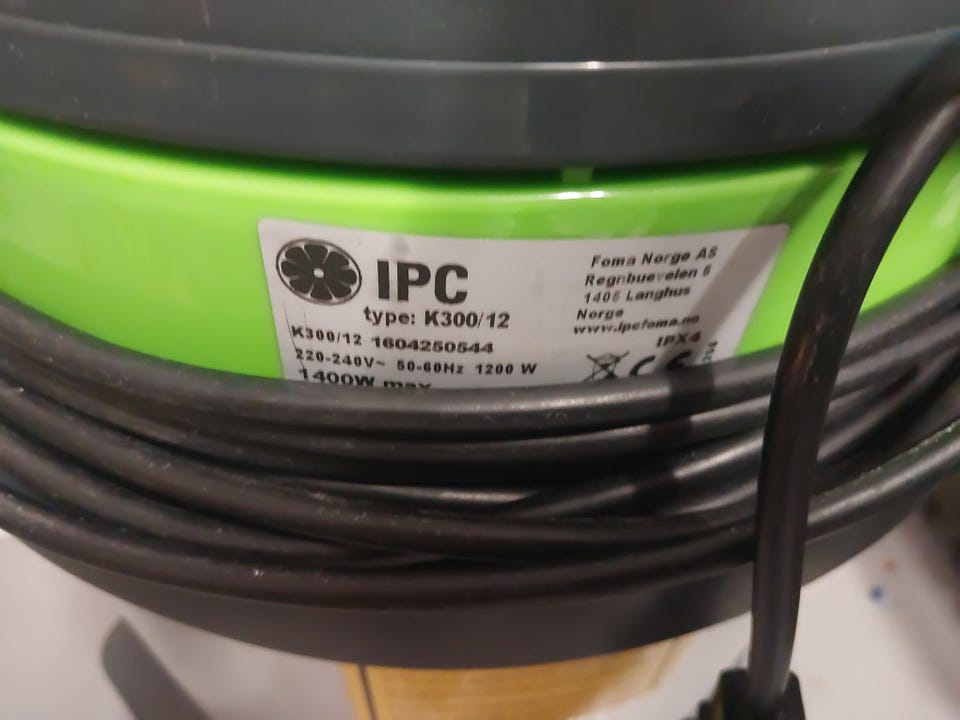 IPC
type: K300/12
K300/12 1604250544
220-240V~ 50-60Hz 1200 W
1400W max
Foma Norge AS
Regnbueveien 6
1405 Langhus
Norge
www.ipcfoma.no
IPX4
CE